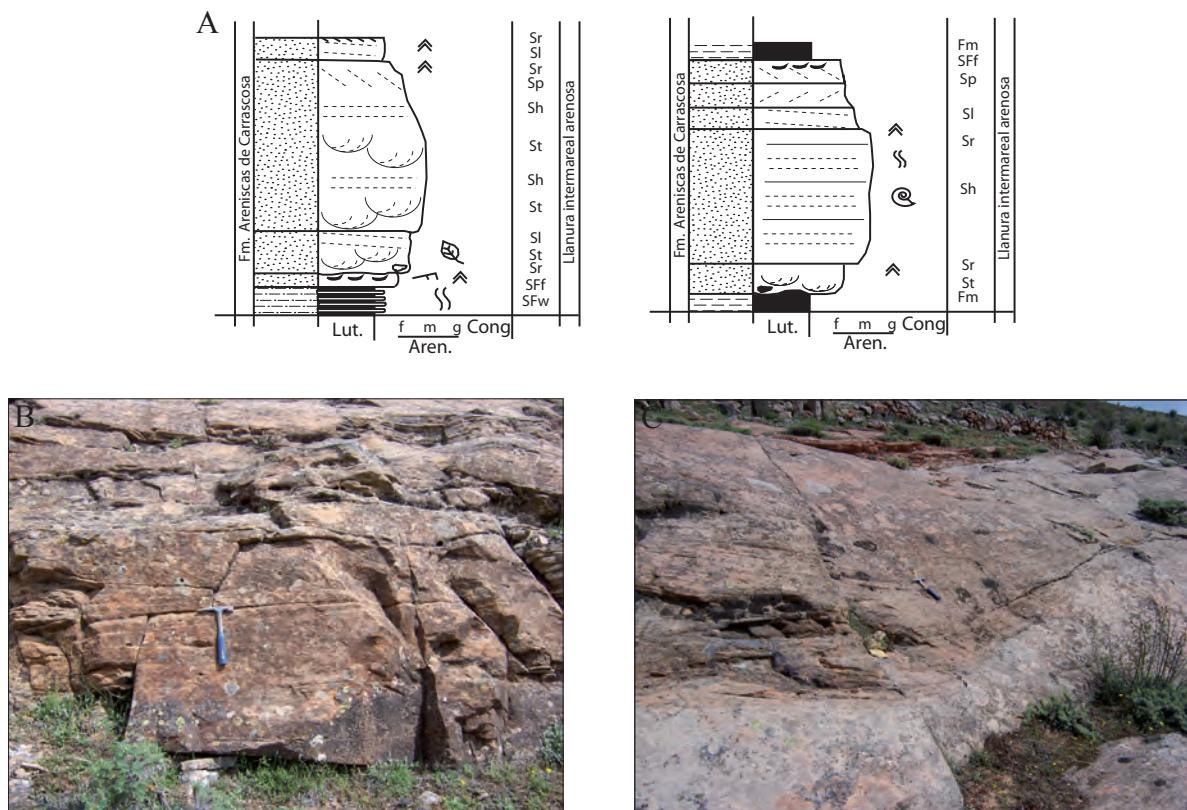 A
Fm. Areniscas de Carrascosa
Sr
Sl
Sr
Sp
Sh
St
Sh
St
Sl
St
Sr
SFf
SFw
Llanura intermareal arenosa
Lut.
f m g Cong
Aren.
Fm. Areniscas de Carrascosa
Fm
SFf
Sp
Sl
Sr
Sh
Sr
St
Fm
Llanura intermareal arenosa
Lut.
f m g Cong
Aren.
B
C